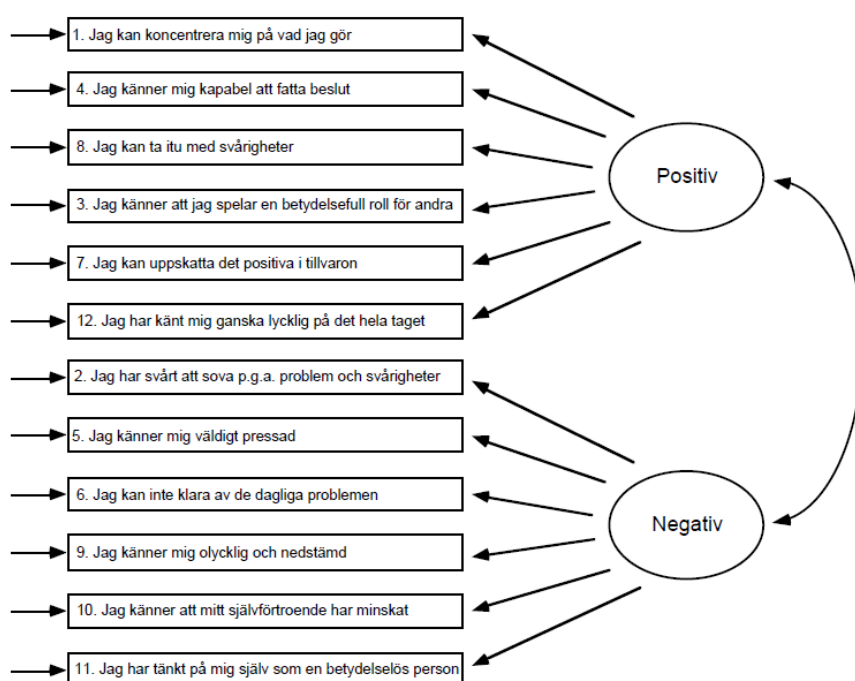 1. Jag kan koncentrera mig på vad jag gör
4. Jag känner mig kapabel att fatta beslut
8. Jag kan ta itu med svårigheter
3. Jag känner att jag spelar en betydelsefull roll för andra
7. Jag kan uppskatta det positiva i tillvaron
12. Jag har känt mig ganska lycklig på det hela taget
Positiv
2. Jag har svårt att sova p.g.a. problem och svårigheter
5. Jag känner mig väldigt pressad
6. Jag kan inte klara av de dagliga problemen
9. Jag känner mig olycklig och nedstämd
10. Jag känner att mitt självförtroende har minskat
11. Jag har tänkt på mig själv som en betydelselös person
Negativ